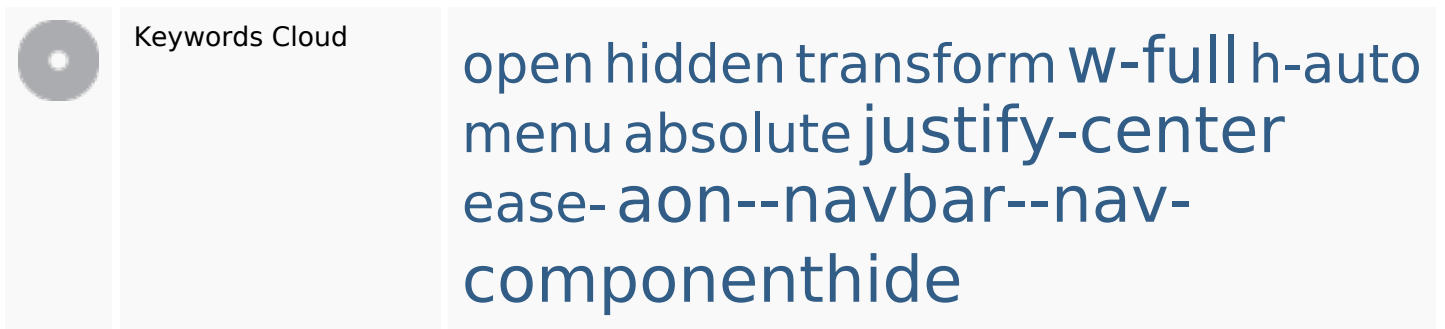 Keywords Cloud
open hidden transform w-full h-auto
menu absolute justify-center
ease- aon--navbar--nav-
componenthide